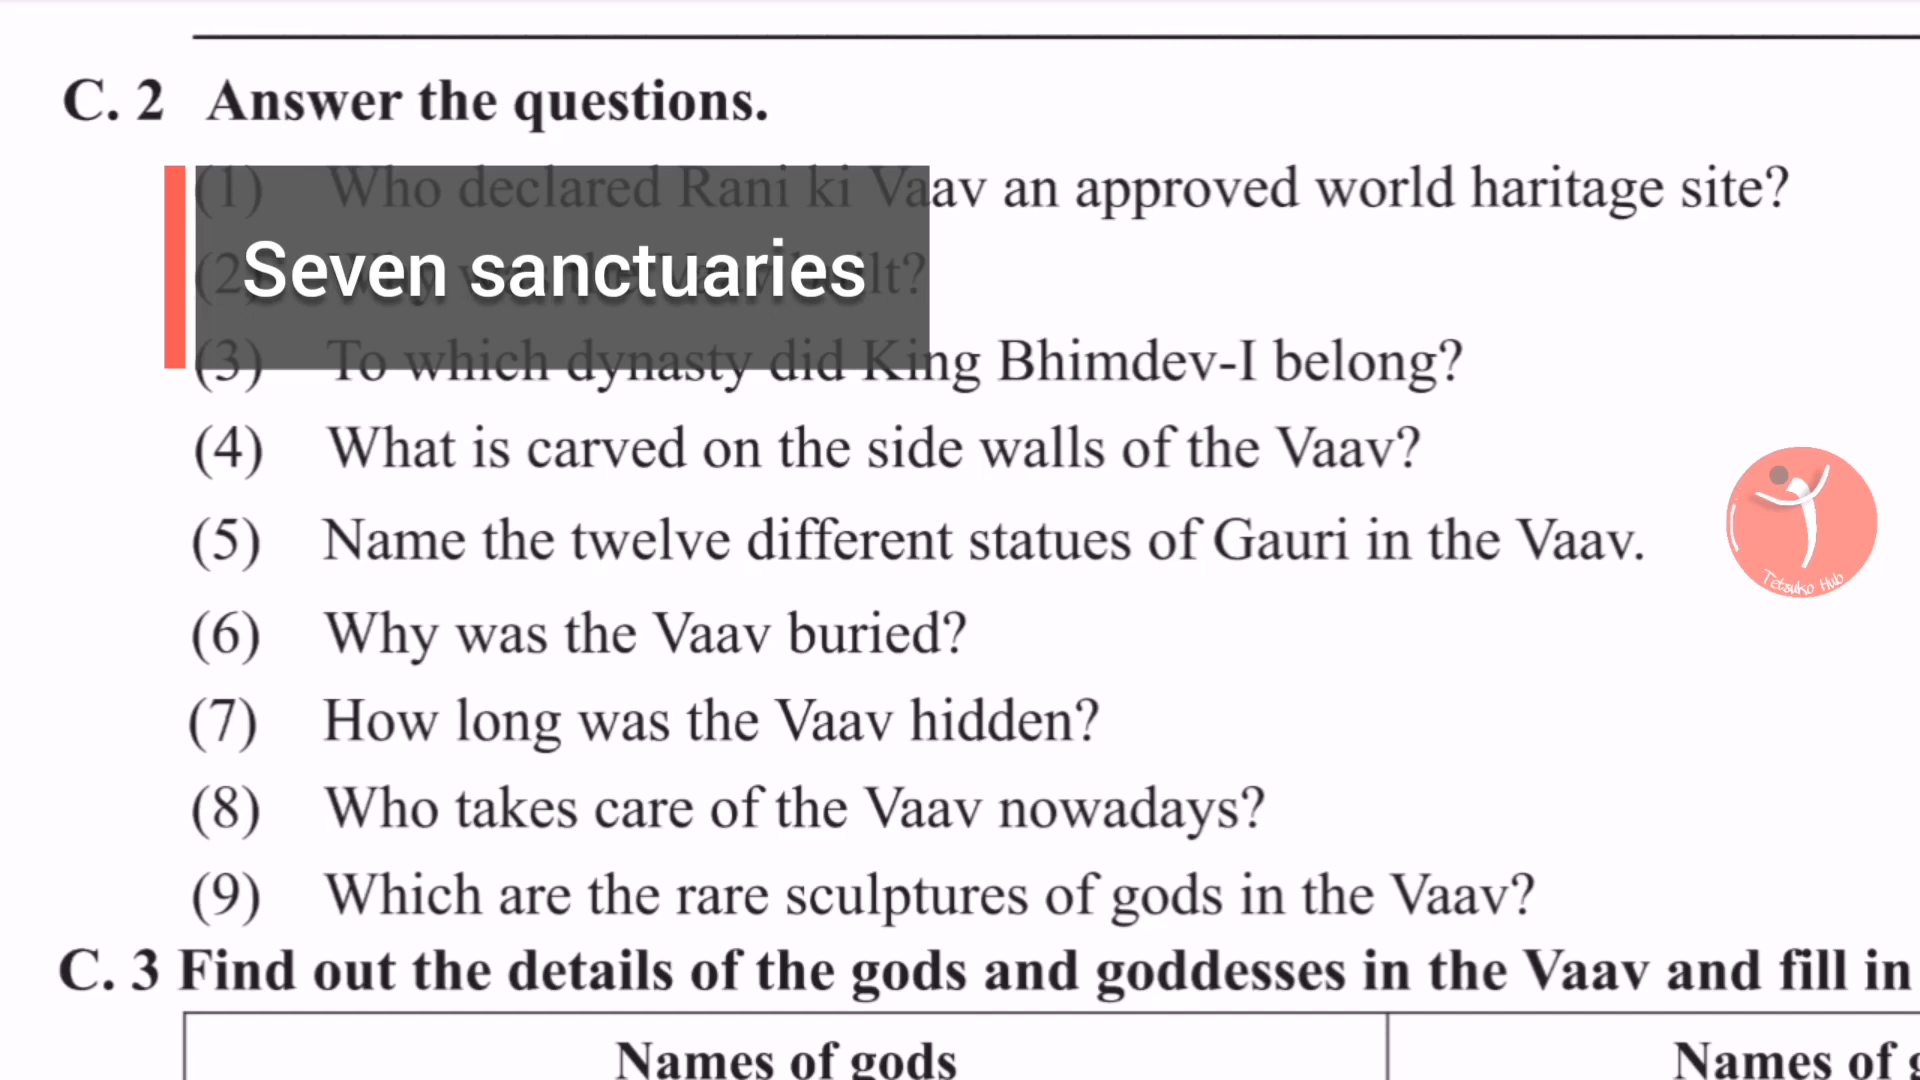 C. 2 Answer the questions.
(1) Who declared Rani ki Vaav an approved world haritage site?
Seven sanctuaries
(2) lt?
(3) To which dynasty did King Bhimdev-I belong?
(4) What is carved on the side walls of the Vaav?
(5) Name the twelve different statues of Gauri in the Vaav.
Tetsuko Hub
(6) Why was the Vaav buried?
(7) How long was the Vaav hidden?
(8) Who takes care of the Vaav nowadays?
(9) Which are the rare sculptures of gods in the Vaav?
C. 3 Find out the details of the gods and goddesses in the Vaav and fill in
Names of gods
Names of g